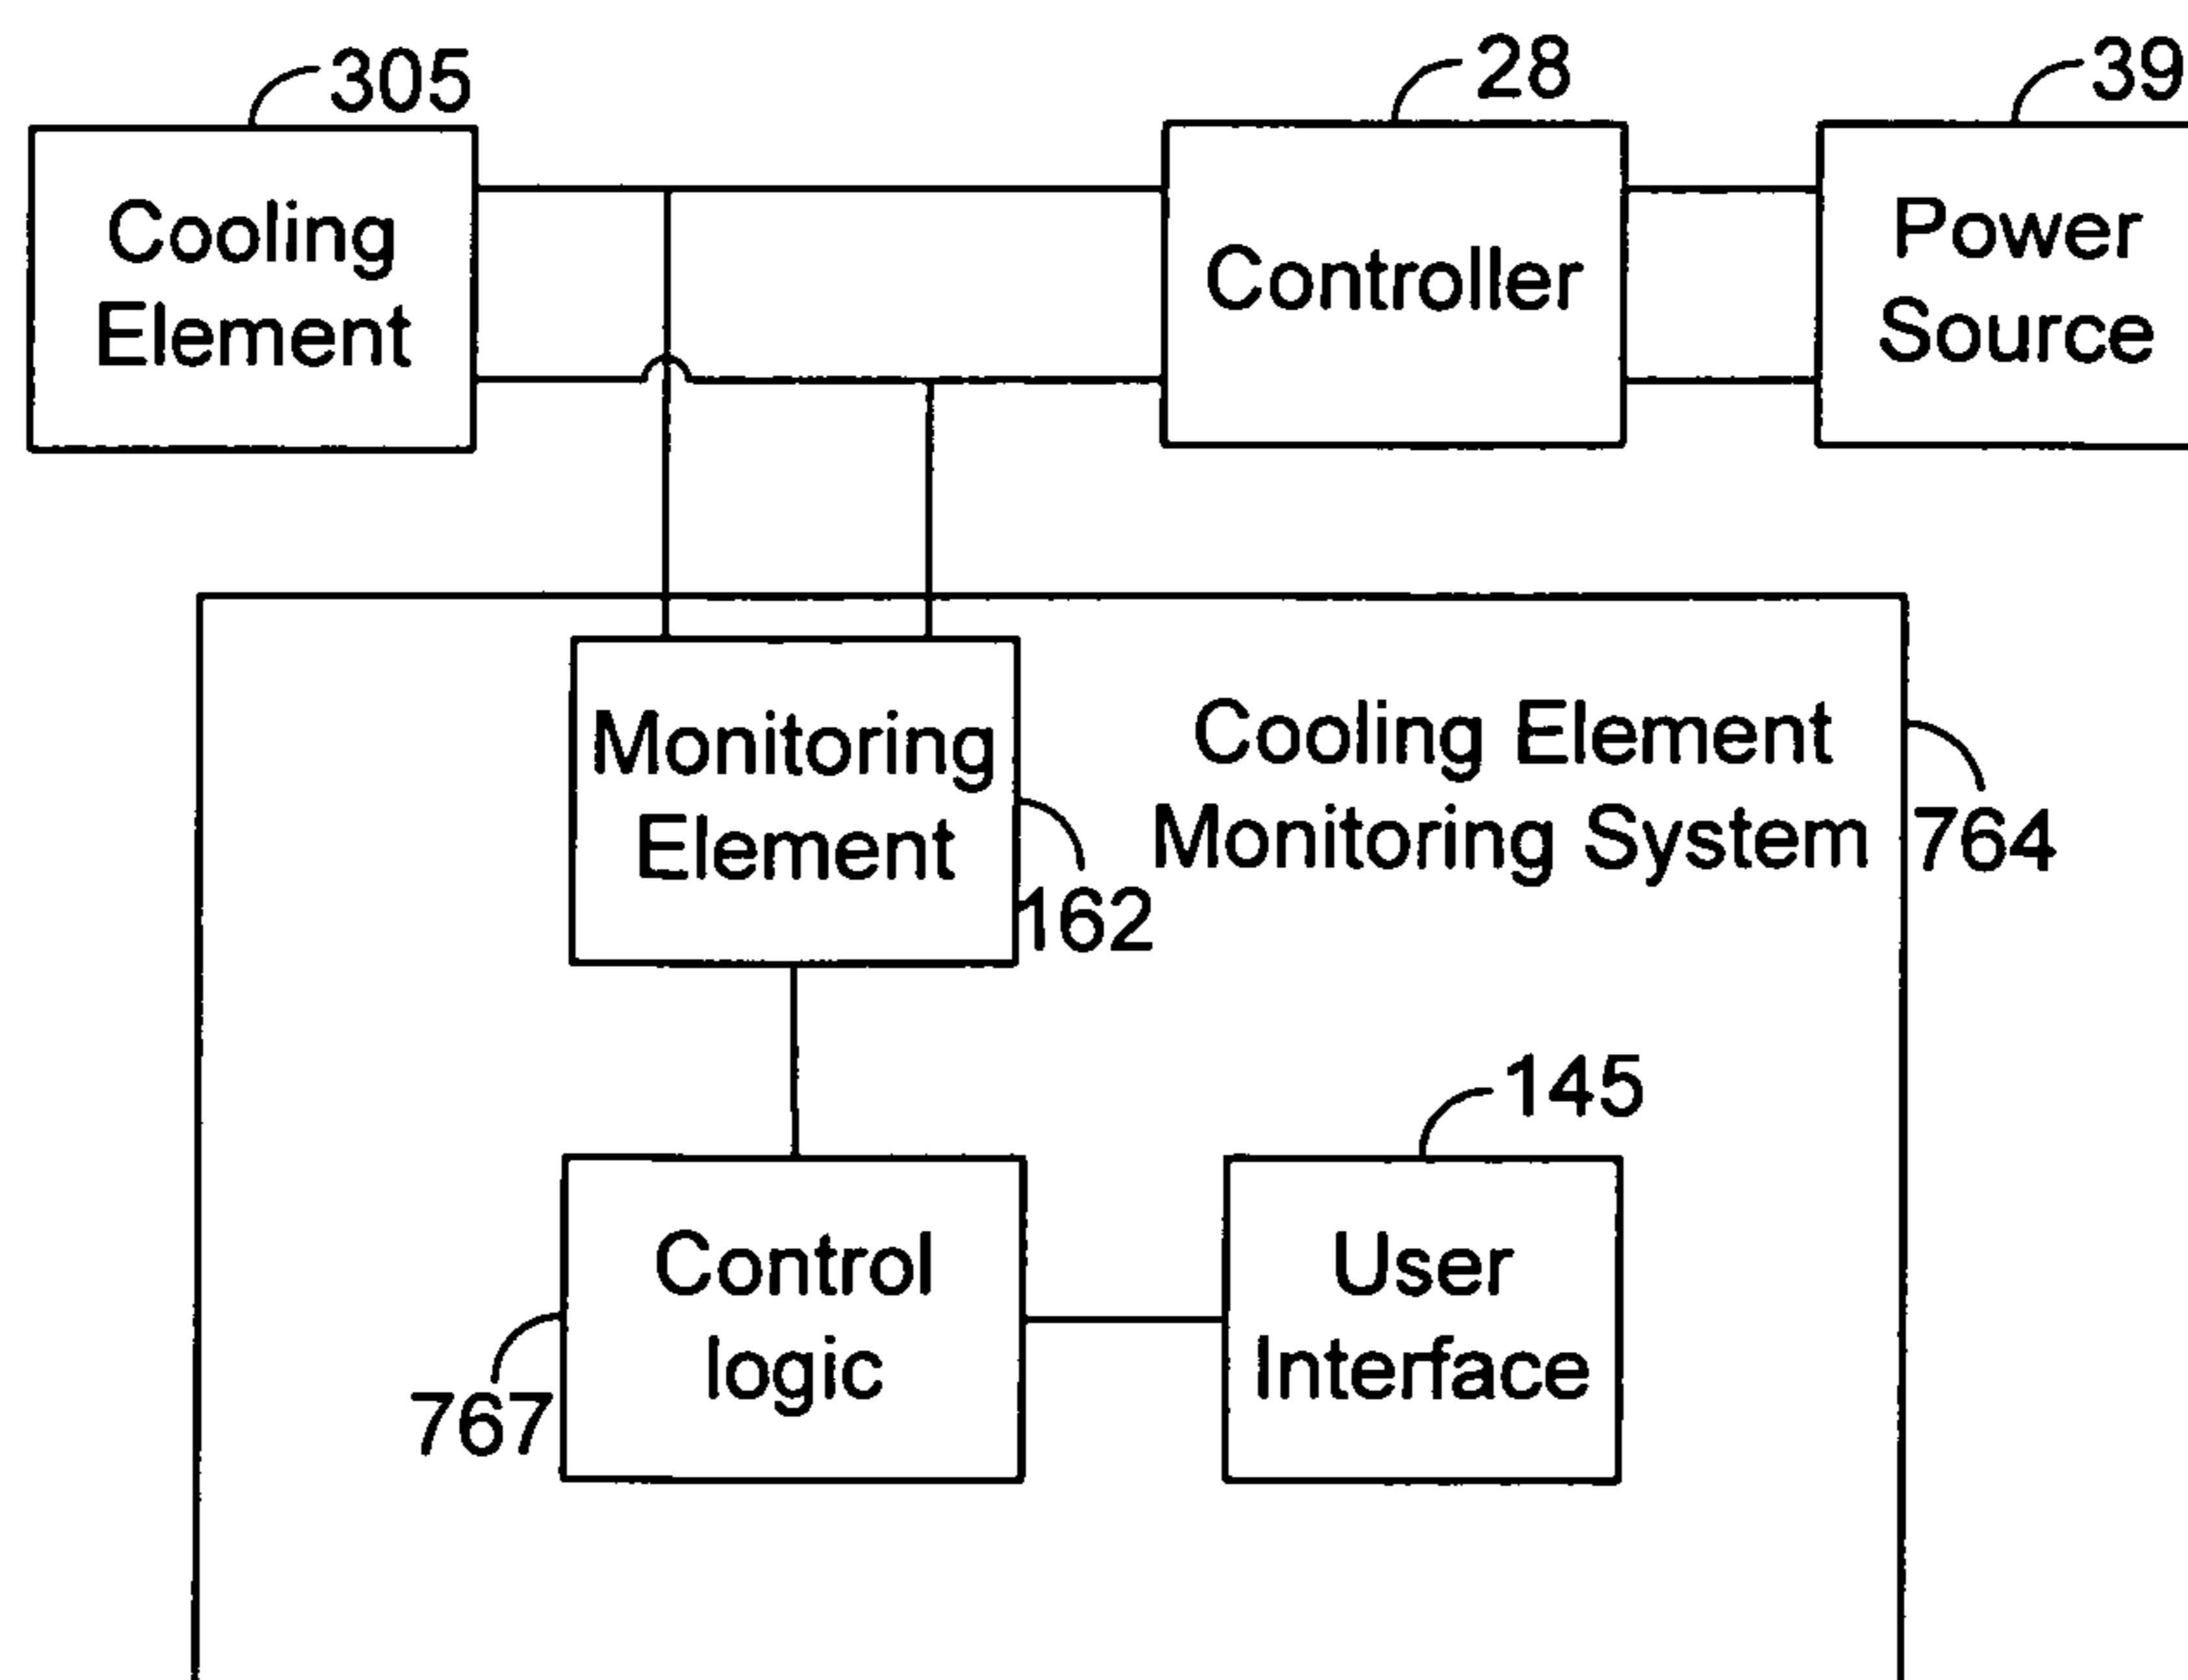 305
28
39
Cooling
Element
Controller
Power
Source
Monitoring
Element
162
Cooling Element
Monitoring System
764
145
Control
logic
767
User
Interface